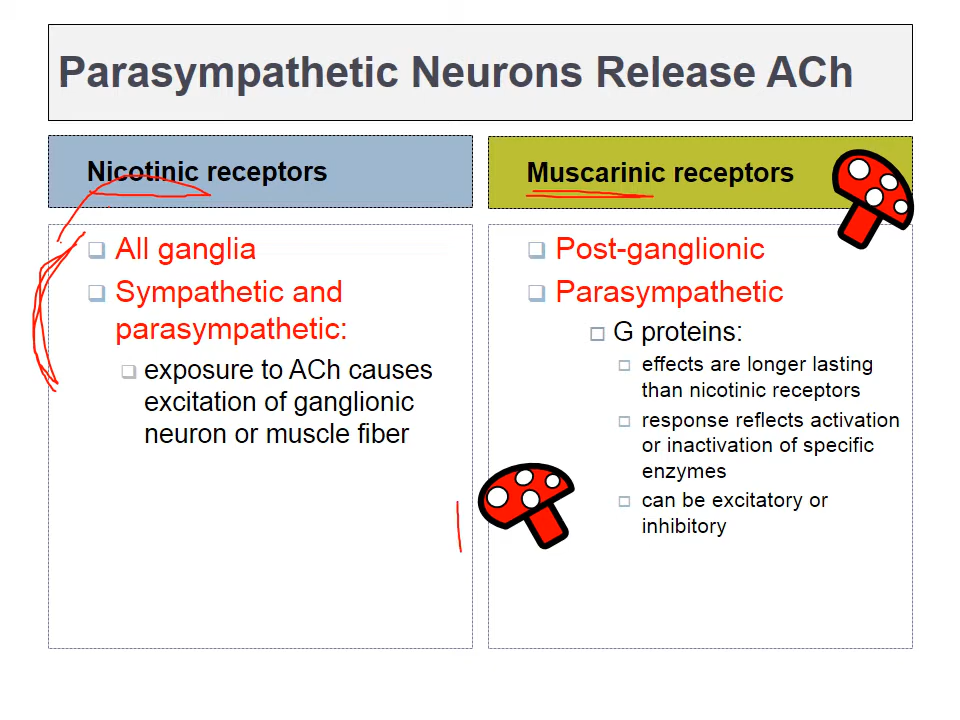 Parasympathetic Neurons Release ACh
Nicotinic receptors
All ganglia
Sympathetic and
parasympathetic:
exposure to ACh causes
excitation of ganglionic
neuron or muscle fiber
Muscarinic receptors
Post-ganglionic
Parasympathetic
G proteins:
effects are longer lasting
than nicotinic receptors
response reflects activation
or inactivation of specific
enzymes
can be excitatory or
inhibitory